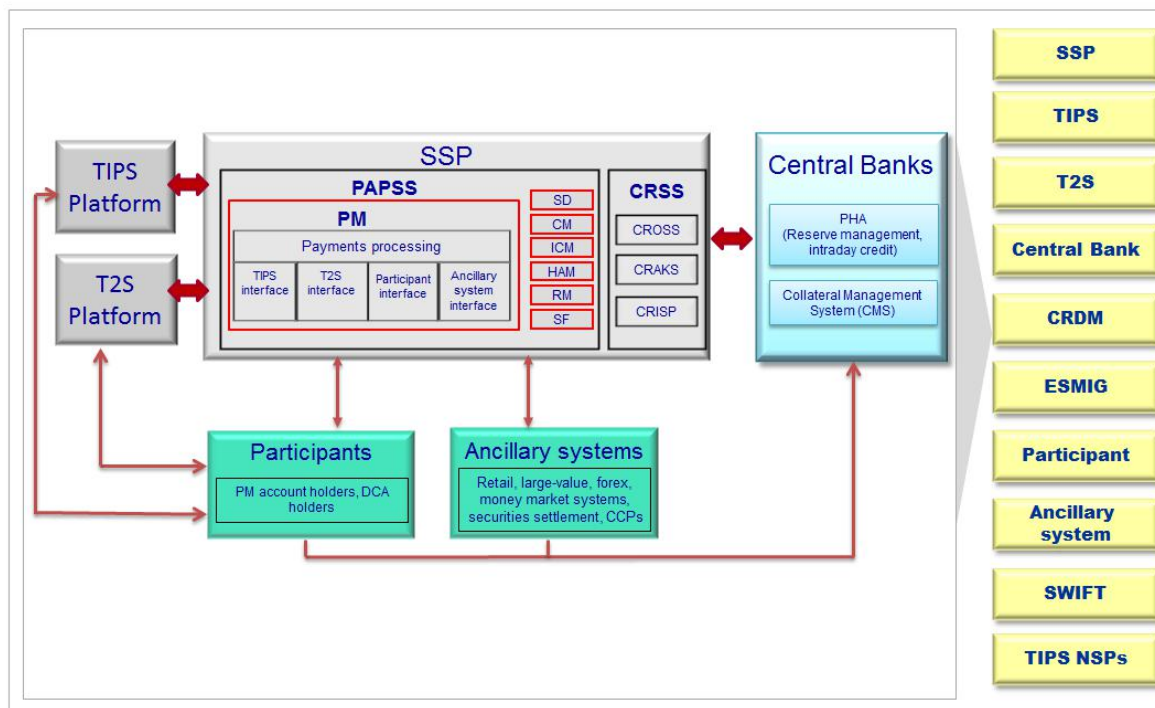 SSP
TIPS
Platform
T2S
Platform
PAPSS
PM
Payments processing
TIPS
interface
T2S
interface
Participant
interface
Ancillary
system
interface
SD
CM
ICM
HAM
RM
SF
CRSS
CROSS
CRAKS
CRISP
Central Banks
PHA
(Reserve management,
intraday credit)
Collateral Management
System (CMS)
Participants
PM account holders, DCA
holders
Ancillary systems
Retail, large-value, forex,
money market systems,
securities settlement, CCPs
SSP
TIPS
T2S
Central Bank
CRDM
ESMIG
Participant
Ancillary
system
SWIFT
TIPS NSPs